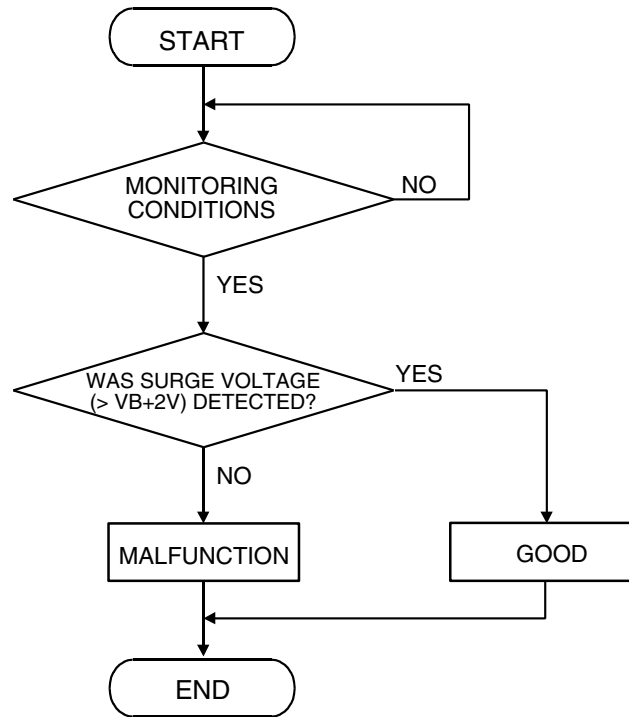 START
MONITORING
CONDITIONS
NO
YES
WAS SURGE VOLTAGE
(> VB+2V) DETECTED?
YES
NO
MALFUNCTION
GOOD
END